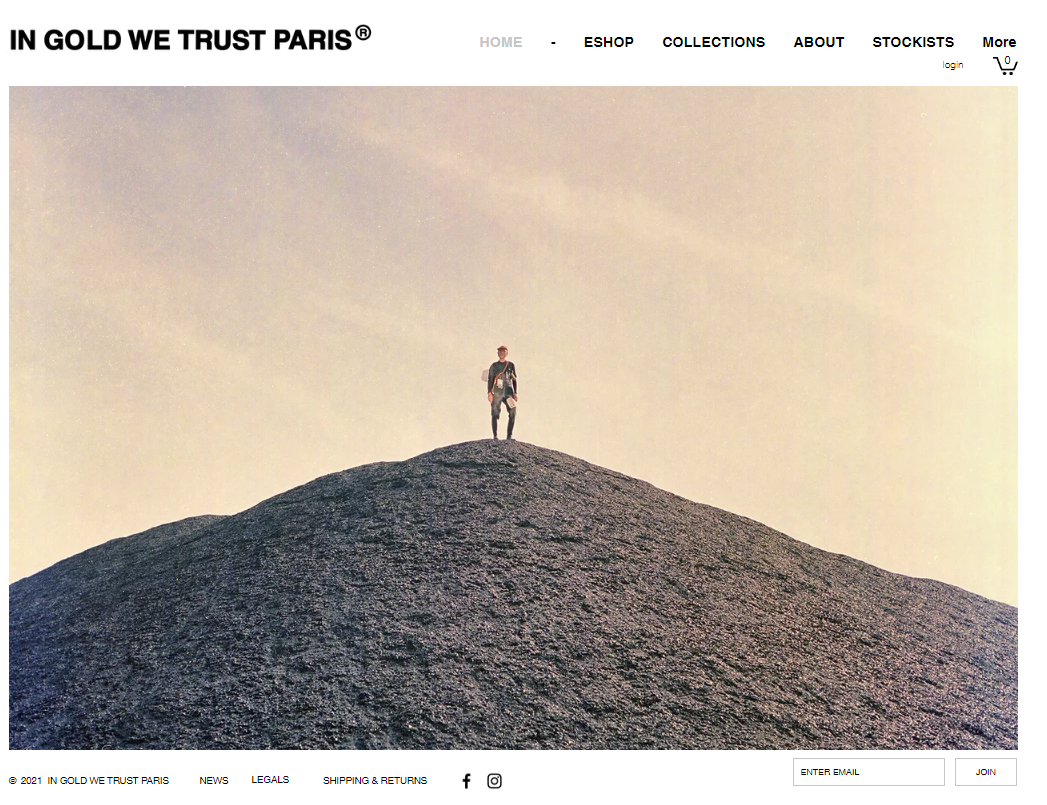 IN GOLD WE TRUST PARIS®
HOME - ESHOP COLLECTIONS ABOUT STOCKISTS More
login 0
ENTER EMAIL JOIN
© 2021 IN GOLD WE TRUST PARIS NEWS LEGALS SHIPPING & RETURNS